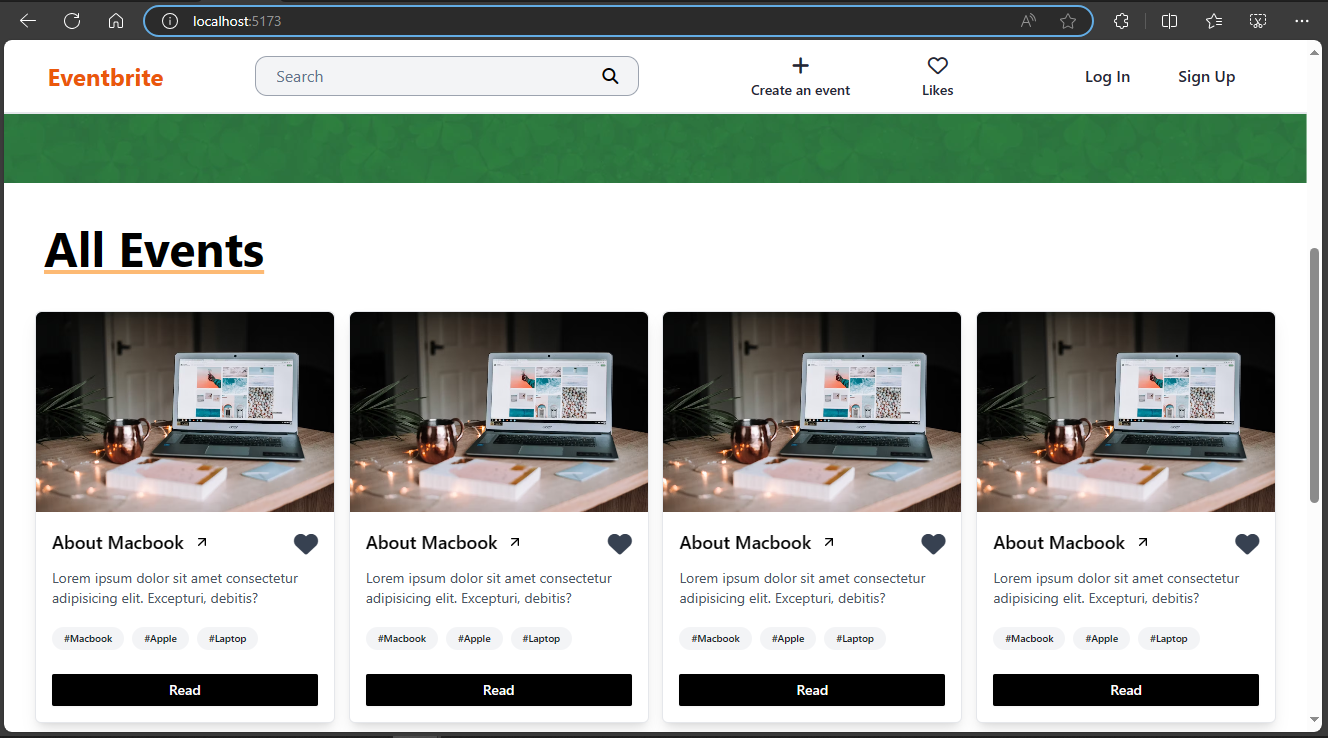 localhost:5173
Eventbrite
Search
Create an event
Likes
Log In
Sign Up
All Events
About Macbook
Lorem ipsum dolor sit amet consectetur
adipisicing elit. Excepturi, debitis?
#Macbook #Apple #Laptop
Read
About Macbook
Lorem ipsum dolor sit amet consectetur
adipisicing elit. Excepturi, debitis?
#Macbook #Apple #Laptop
Read
About Macbook
Lorem ipsum dolor sit amet consectetur
adipisicing elit. Excepturi, debitis?
#Macbook #Apple #Laptop
Read
About Macbook
Lorem ipsum dolor sit amet consectetur
adipisicing elit. Excepturi, debitis?
#Macbook #Apple #Laptop
Read